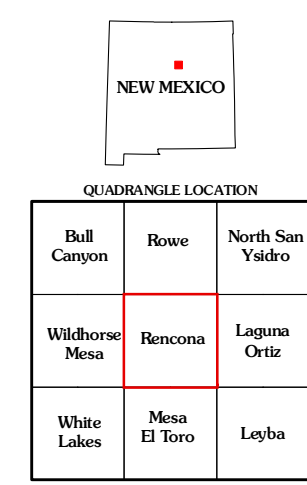 NEW MEXICO
QUADRANGLE LOCATION
Bull
Canyon
Rowe
North San
Ysidro
Wildhorse
Mesa
Rencona
Laguna
Ortiz
White
Lakes
Mesa
El Toro
Leyba